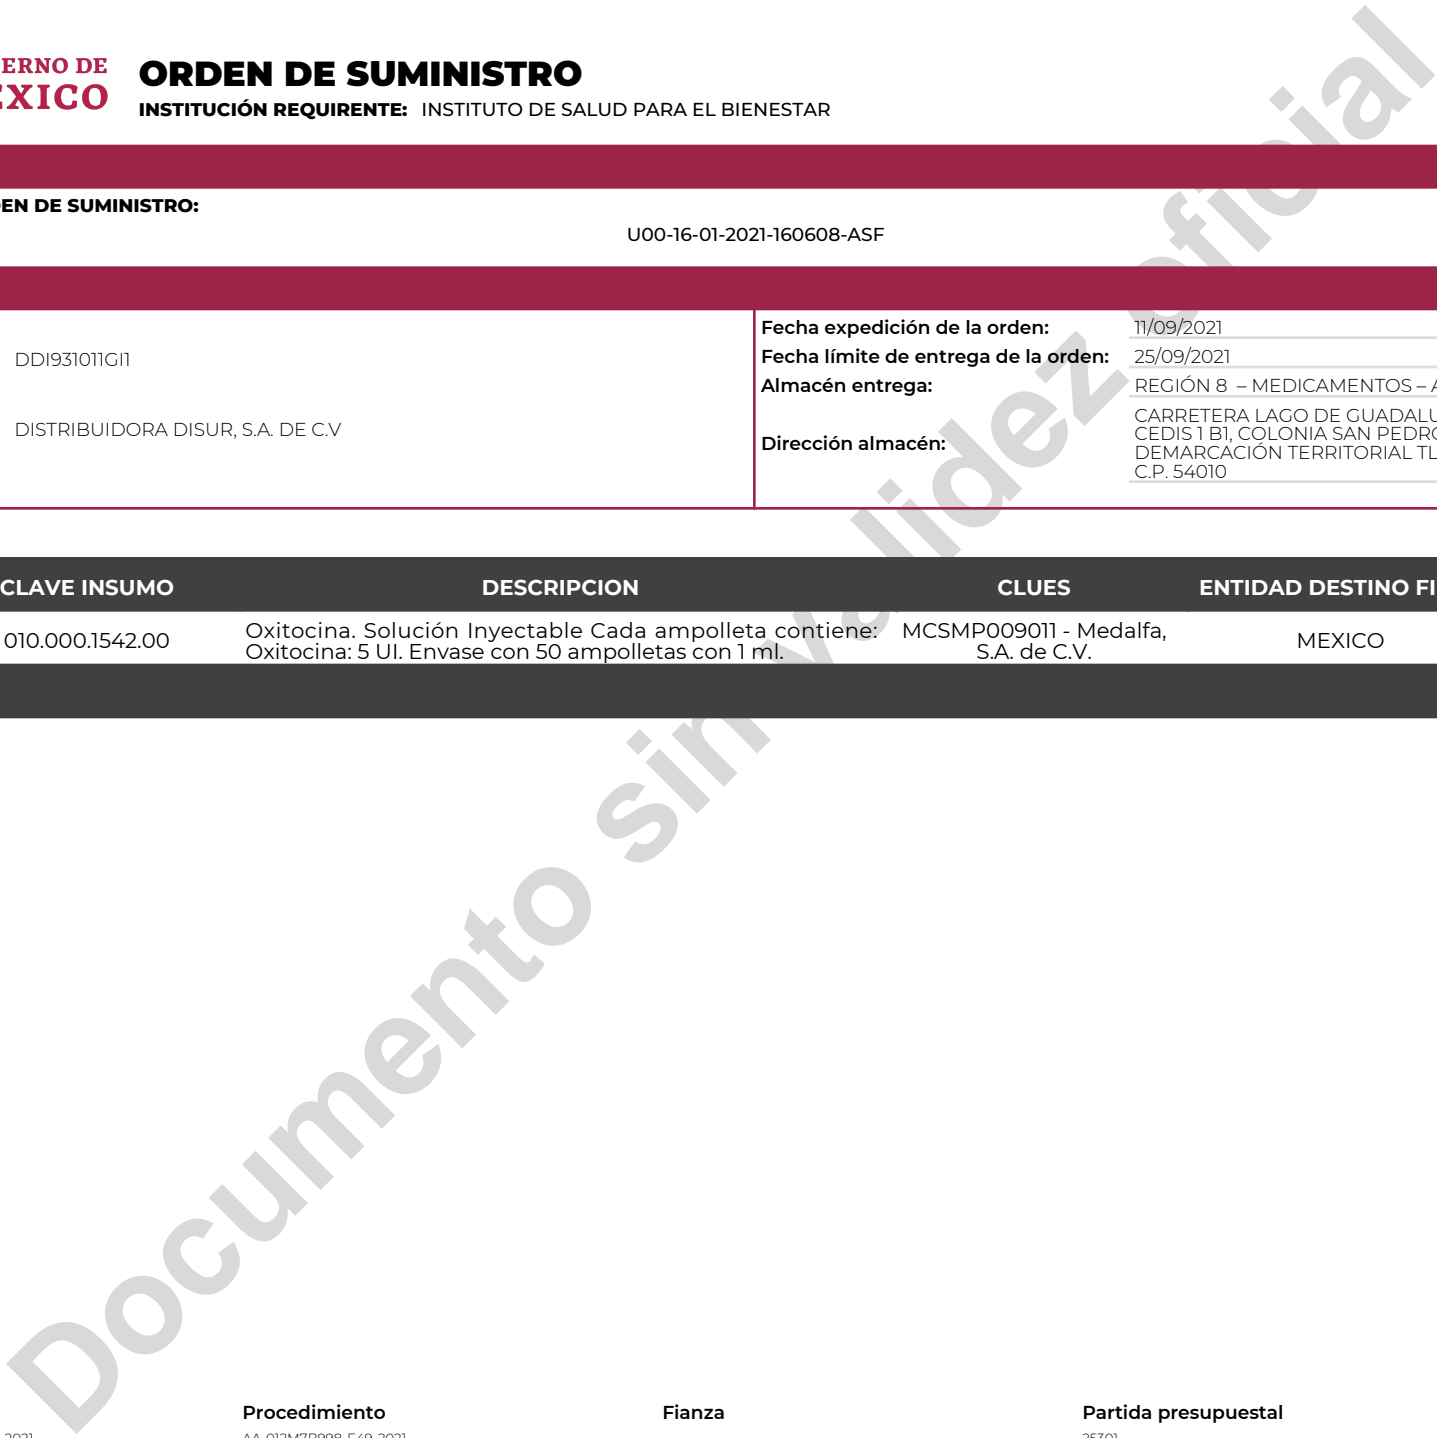 ERNO DE
EXICO
ORDEN DE SUMINISTRO
INSTITUCIÓN REQUIRENTE: INSTITUTO DE SALUD PARA EL BIENESTAR
EN DE SUMINISTRO:
U00-16-01-2021-160608-ASF
DDI931011GI1
DISTRIBUIDORA DISUR, S.A. DE C.V
Fecha expedición de la orden: 11/09/2021
Fecha límite de entrega de la orden: 25/09/2021
Almacén entrega: REGIÓN 8 – MEDICAMENTOS – A
Dirección almacén:
CARRETERA LAGO DE GUADALU
CEDIS 1 B1, COLONIA SAN PEDRO
DEMARCACIÓN TERRITORIAL TL
C.P. 54010
CLAVE INSUMO DESCRIPCION CLUES ENTIDAD DESTINO FI
010.000.1542.00
Oxitocina. Solución Inyectable Cada ampolleta contiene:
Oxitocina: 5 UI. Envase con 50 ampolletas con 1 ml.
MCSMP009011 - Medalfa,
S.A. de C.V.
MEXICO
Documento sin validez oficial
Procedimiento Fianza Partida presupuestal